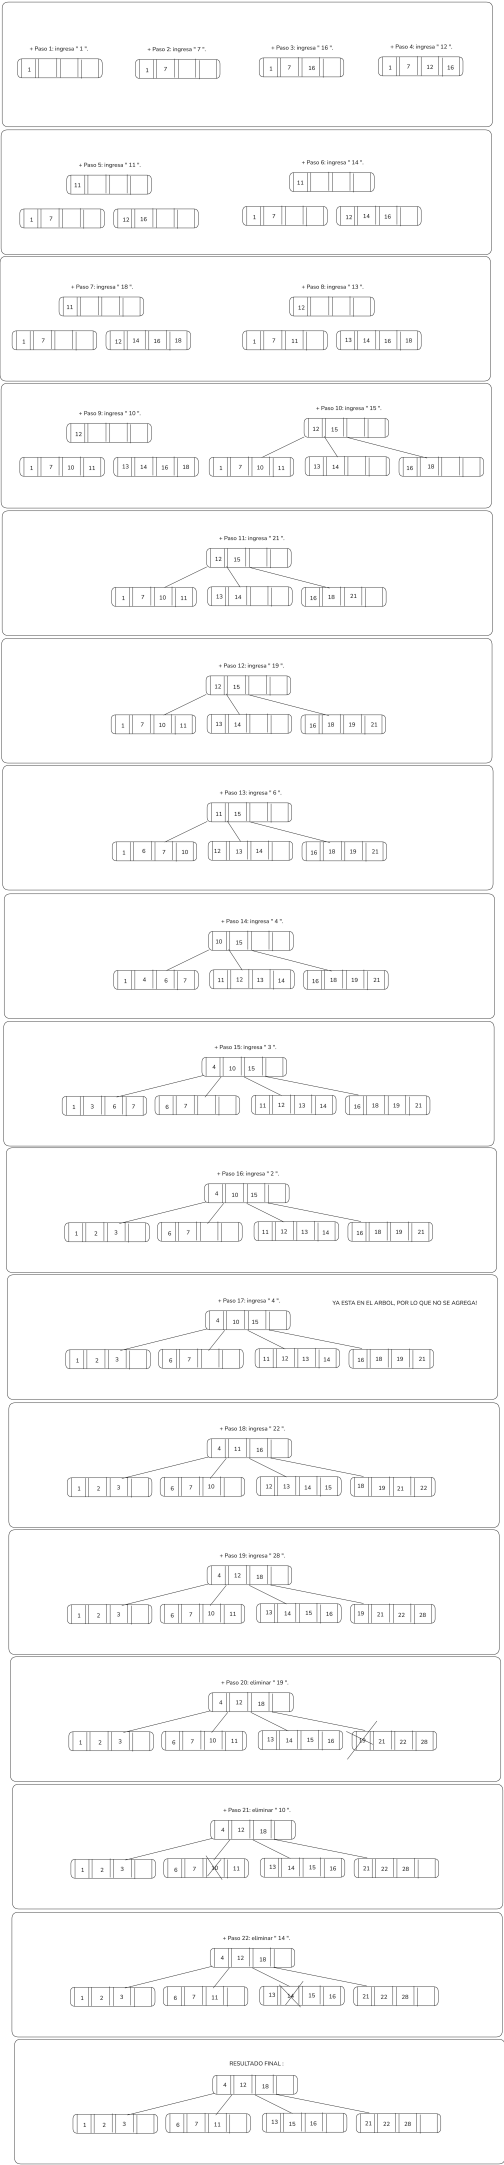 + Paso 1: ingresa " 1 ".
1
+ Paso 2: ingresa " 7 ".
1 7
+ Paso 3: ingresa " 16 ".
1 7 16
+ Paso 4: ingresa " 12 ".
1 7 12 16
+ Paso 5: ingresa " 11 ".
11
1 7
12 16
+ Paso 6: ingresa " 14 ".
11
1 7
12 14 16
+ Paso 7: ingresa " 18 ".
11
1 7
12 14 16 18
+ Paso 8: ingresa " 13 ".
12
1 7 11
13 14 16 18
+ Paso 9: ingresa " 10 ".
12
1 7 10 11
13 14 16 18
+ Paso 10: ingresa " 15 ".
12 15
1 7 10 11
13 14
16 18
+ Paso 11: ingresa " 21 ".
12 15
1 7 10 11
13 14
16 18 21
+ Paso 12: ingresa " 19 ".
12 15
1 7 10 11
13 14
16 18 19 21
+ Paso 13: ingresa " 6 ".
11 15
1 6 7 10
12 13 14
16 18 19 21
+ Paso 14: ingresa " 4 ".
10 15
1 4 6 7
11 12 13 14
16 18 19 21
+ Paso 15: ingresa " 3 ".
4 10 15
1 3 6 7
6 7
11 12 13 14
16 18 19 21
+ Paso 16: ingresa " 2 ".
4 10 15
1 2 3
6 7
11 12 13 14
16 18 19 21
+ Paso 17: ingresa " 4 ".
YA ESTA EN EL ARBOL, POR LO QUE NO SE AGREGA!
4 10 15
1 2 3
6 7
11 12 13 14
16 18 19 21
+ Paso 18: ingresa " 22 ".
4 11 16
1 2 3
6 7 10
12 13 14 15
18 19 21 22
+ Paso 19: ingresa " 28 ".
4 12 18
1 2 3
6 7 10 11
13 14 15 16
19 21 22 28
+ Paso 20: eliminar " 19 ".
4 12 18
1 2 3
6 7 10 11
13 14 15 16
19 21 22 28
+ Paso 21: eliminar " 10 ".
4 12 18
1 2 3
6 7 10 11
13 14 15 16
21 22 28
+ Paso 22: eliminar " 14 ".
4 12 18
1 2 3
6 7 11
13 14 15 16
21 22 28
RESULTADO FINAL :
4 12 18
1 2 3
6 7 11
13 15 16
21 22 28